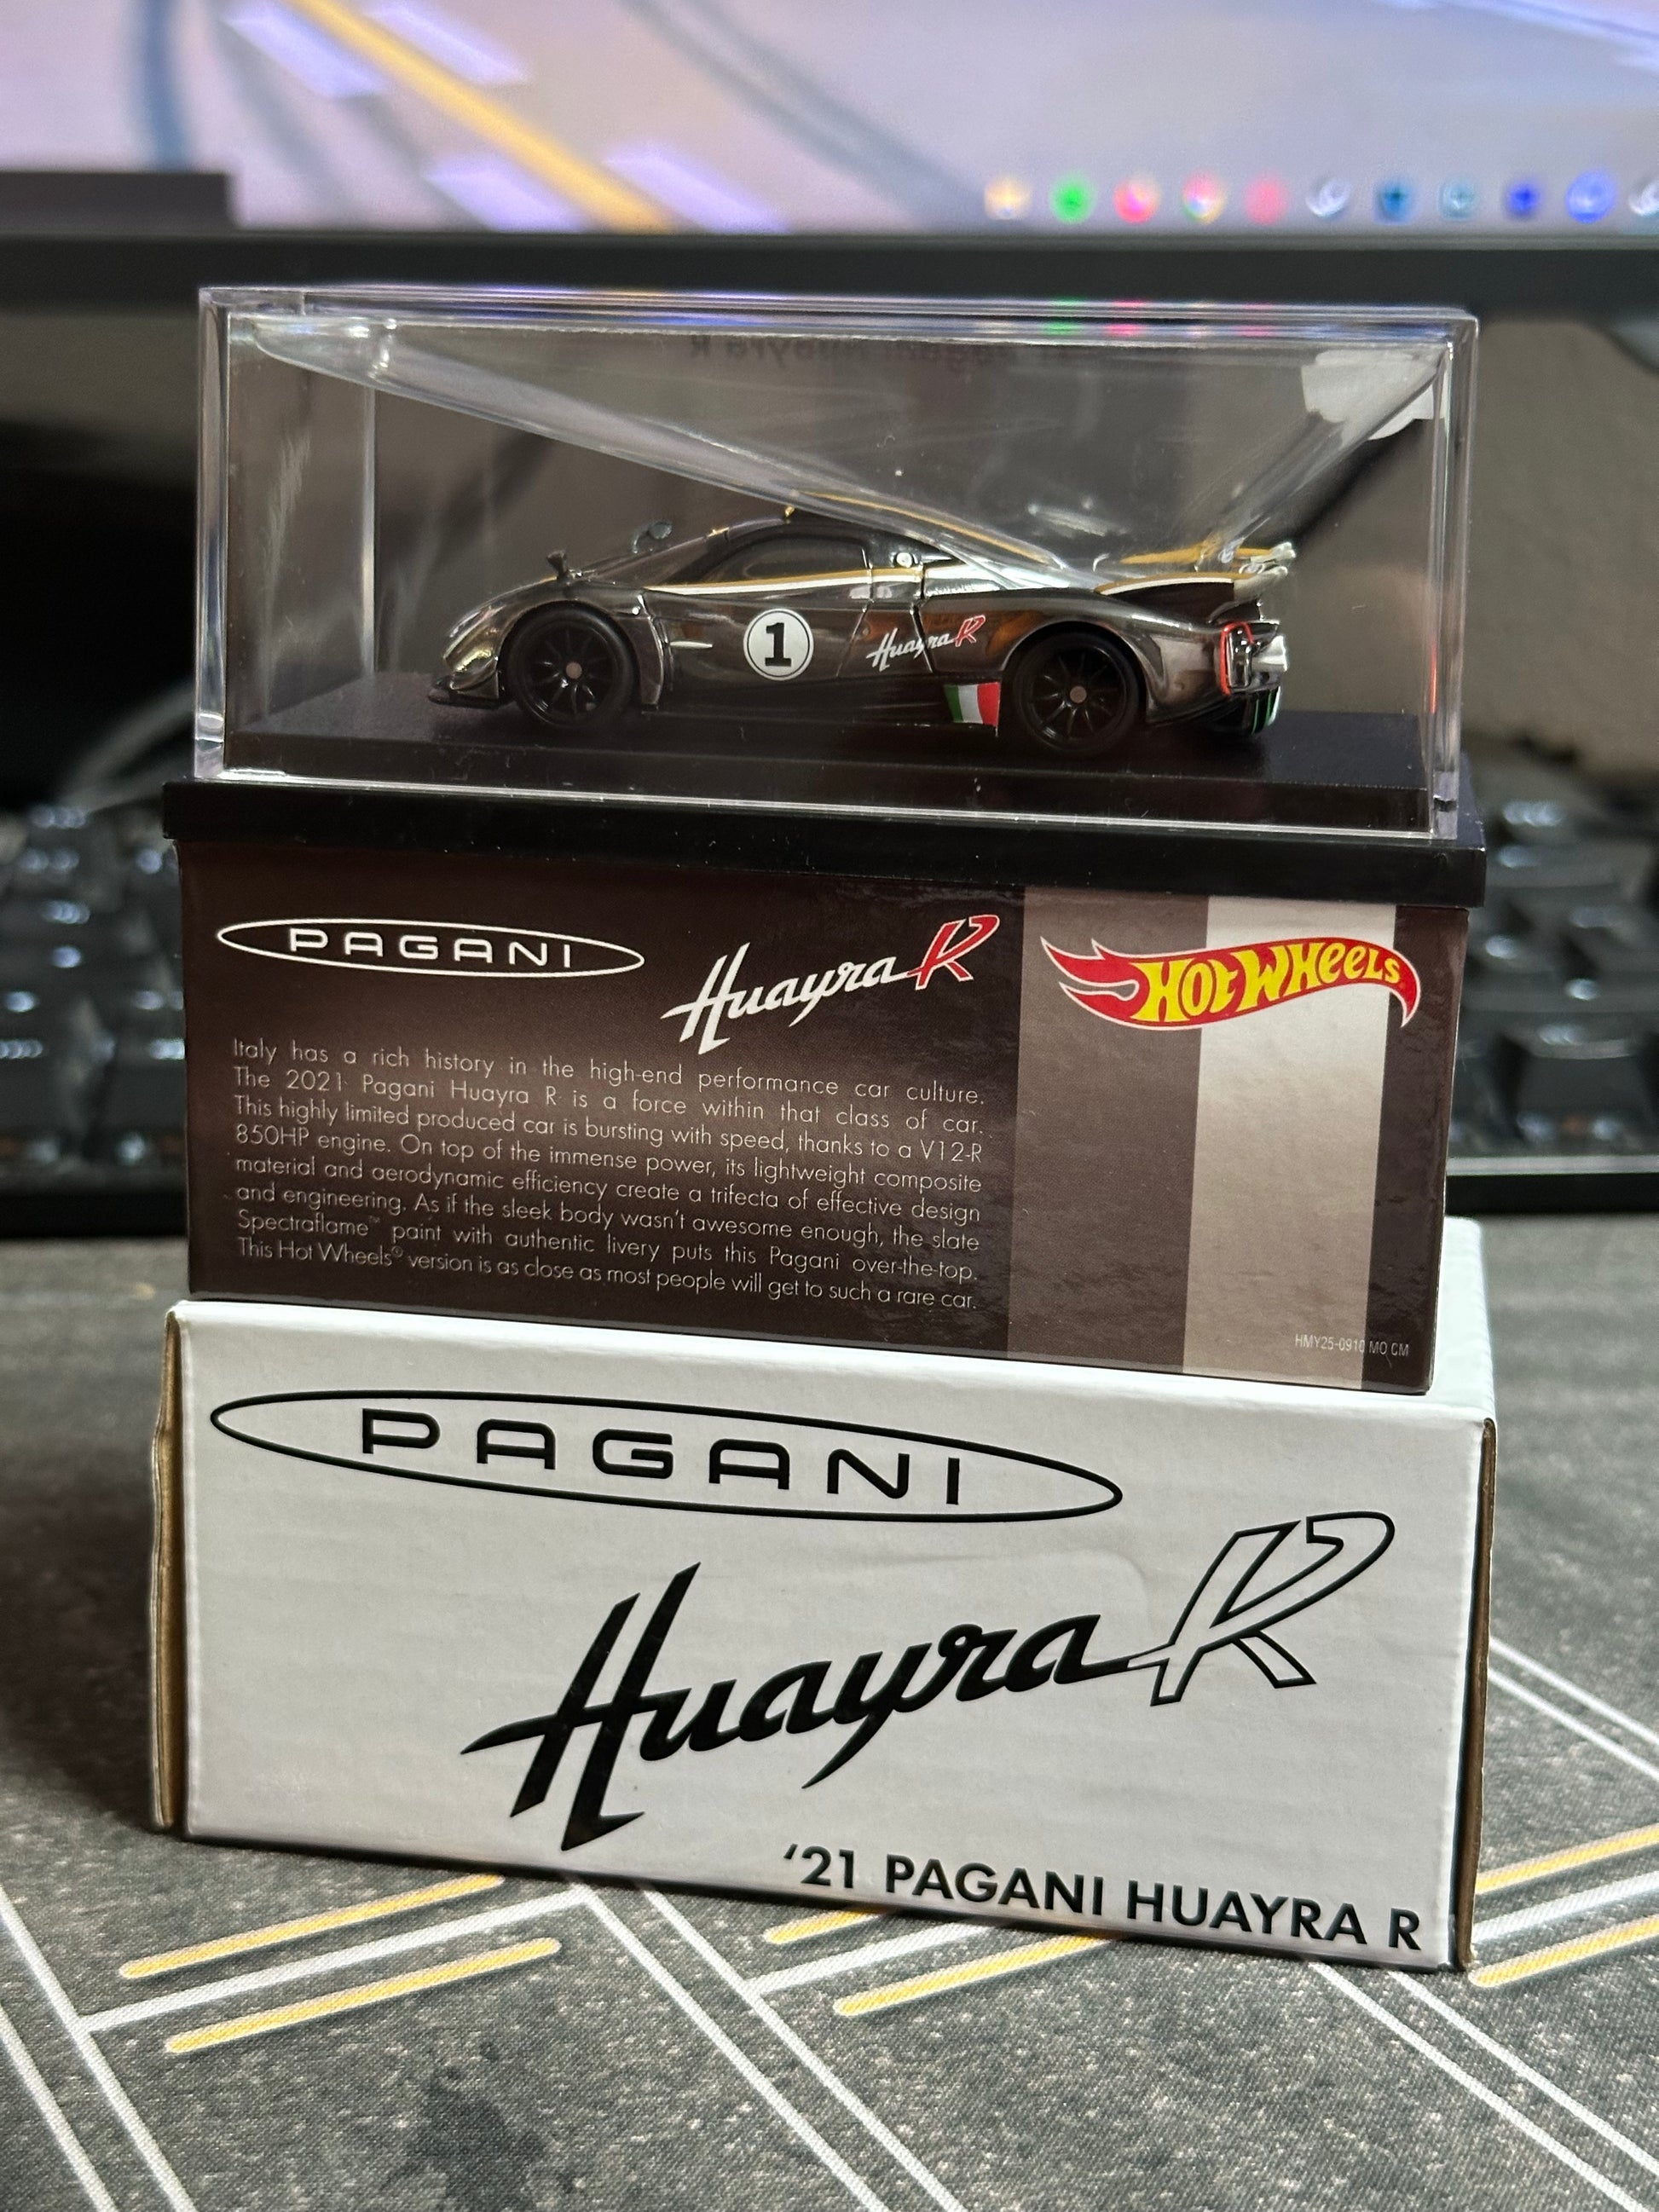 1
Huayra R
PAGANI
Huayra R
HOT WHEELS
Italy has a rich history in the high-end performance car culture.
The 2021 Pagani Huayra R is a force within that class of car.
This highly limited produced car is bursting with speed, thanks to a V12-R
850HP engine. On top of the immense power, its lightweight composite
material and aerodynamic efficiency create a trifecta of effective design
and engineering. As if the sleek body wasn't awesome enough, the slate
Spectraflame™ paint with authentic livery puts this Pagani over-the-top.
This Hot Wheels® version is as close as most people will get to such a rare car.
HMY25-0910 MO CM
PAGANI
Huayra R
'21 PAGANI HUAYRA R